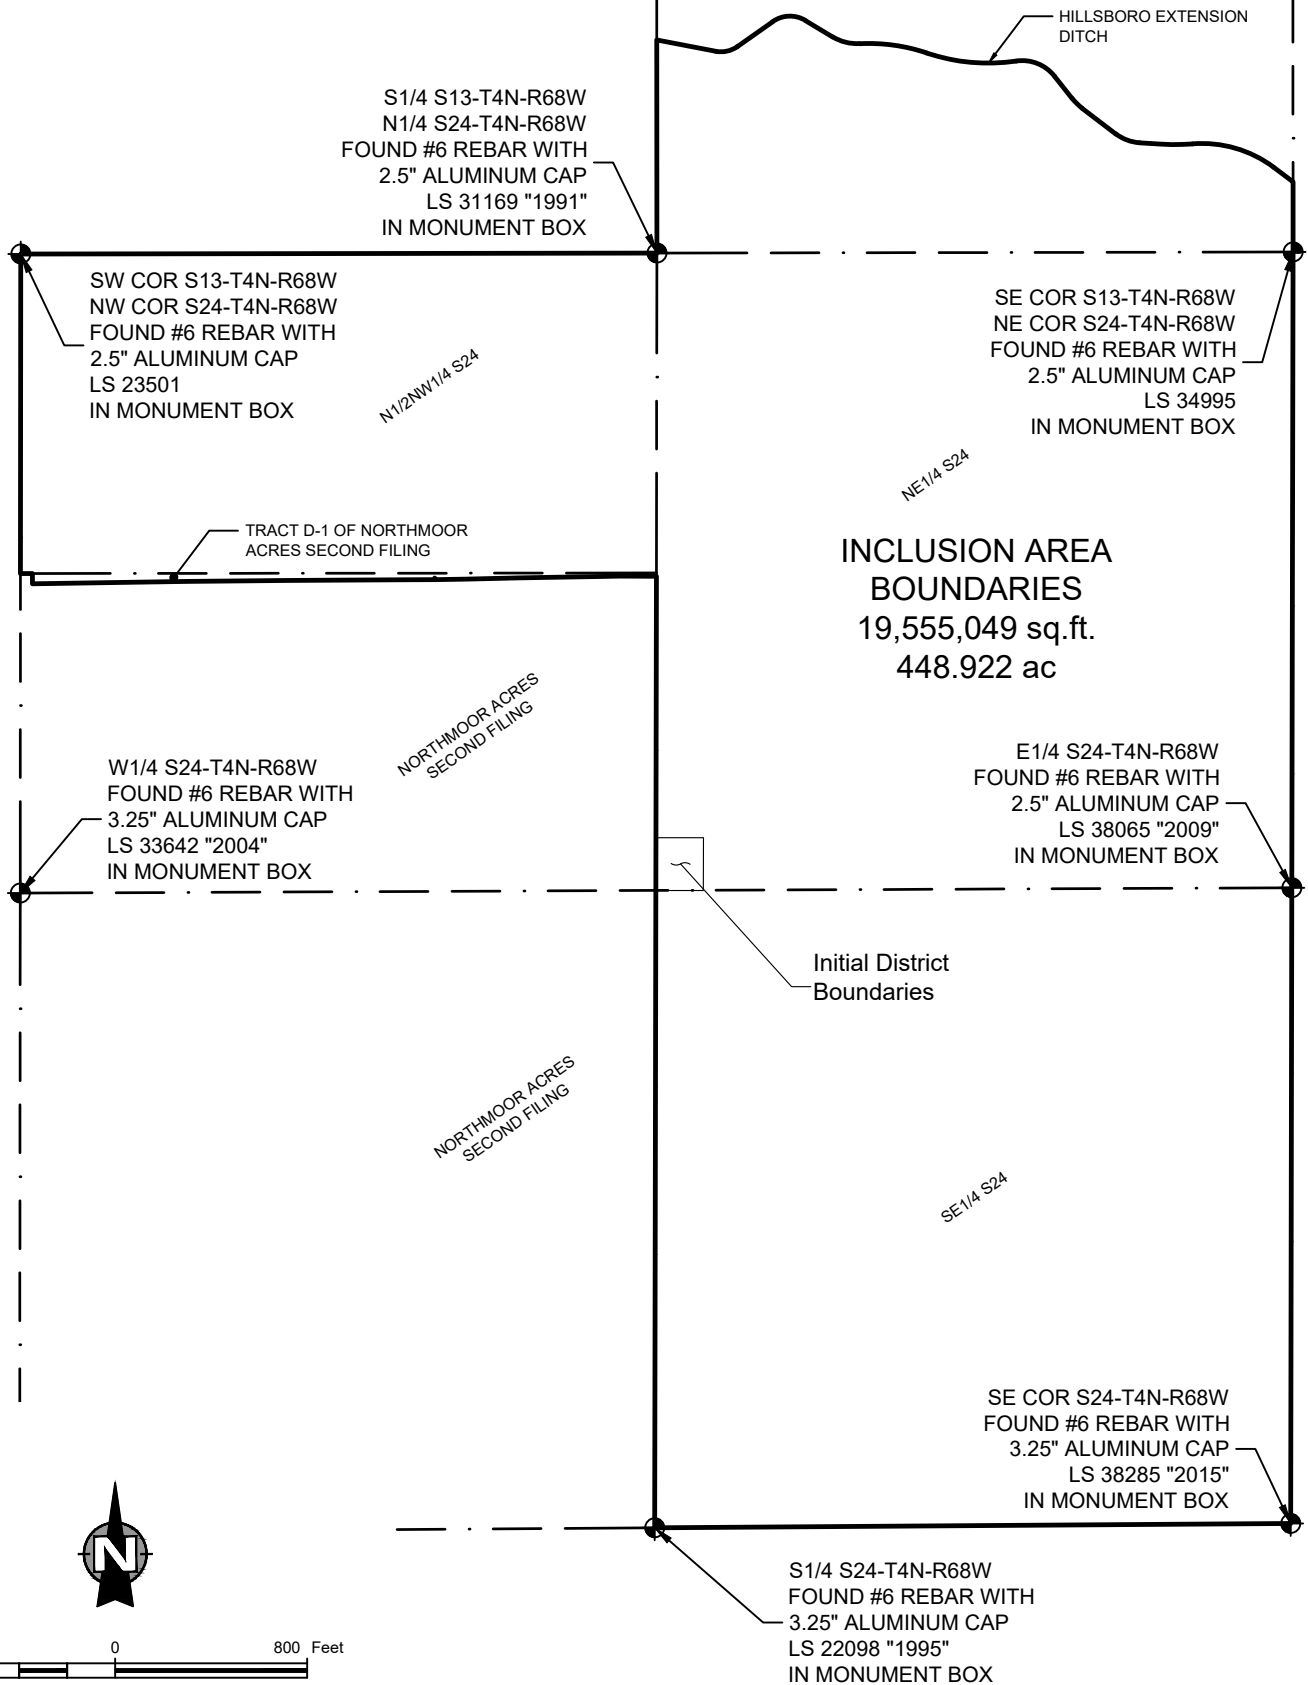 HILLSBORO EXTENSION
DITCH
S1/4 S13-T4N-R68W
N1/4 S24-T4N-R68W
FOUND #6 REBAR WITH
2.5" ALUMINUM CAP
LS 31169 "1991"
IN MONUMENT BOX
SW COR S13-T4N-R68W
NW COR S24-T4N-R68W
FOUND #6 REBAR WITH
2.5" ALUMINUM CAP
LS 23501
IN MONUMENT BOX
SE COR S13-T4N-R68W
NE COR S24-T4N-R68W
FOUND #6 REBAR WITH
2.5" ALUMINUM CAP
LS 34995
IN MONUMENT BOX
N1/2NW1/4 S24
NE1/4 S24
TRACT D-1 OF NORTHMOOR
ACRES SECOND FILING
INCLUSION AREA
BOUNDARIES
19,555,049 sq.ft.
448.922 ac
NORTHMOOR ACRES
SECOND FILING
W1/4 S24-T4N-R68W
FOUND #6 REBAR WITH
3.25" ALUMINUM CAP
LS 33642 "2004"
IN MONUMENT BOX
E1/4 S24-T4N-R68W
FOUND #6 REBAR WITH
2.5" ALUMINUM CAP
LS 38065 "2009"
IN MONUMENT BOX
Initial District
Boundaries
NORTHMOOR ACRES
SECOND FILING
SE1/4 S24
SE COR S24-T4N-R68W
FOUND #6 REBAR WITH
3.25" ALUMINUM CAP
LS 38285 "2015"
IN MONUMENT BOX
N
S1/4 S24-T4N-R68W
FOUND #6 REBAR WITH
3.25" ALUMINUM CAP
LS 22098 "1995"
IN MONUMENT BOX
0 800 Feet